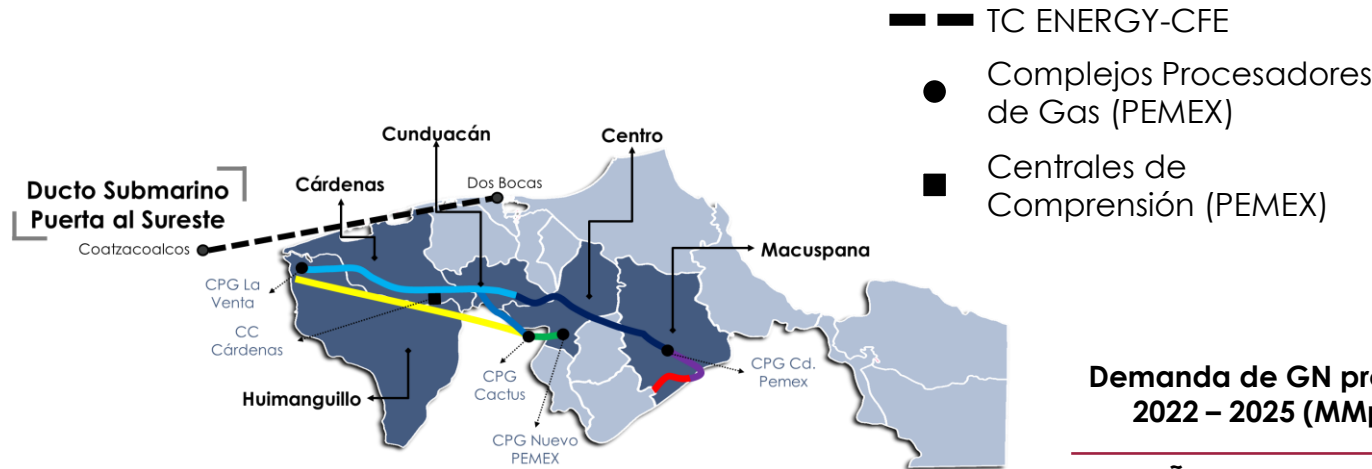 TC ENERGY-CFE
Complejos Procesadores
de Gas (PEMEX)
Centrales de
Comprensión (PEMEX)
Cunduacán
Centro
Ducto Submarino
Puerta al Sureste
Cárdenas
Dos Bocas
Coatzacoalcos
Macuspana
CPG La
Venta
CC
Cárdenas
Huimanguillo
CPG
Cactus
CPG Nuevo
PEMEX
CPG Cd.
Pemex
Demanda de GN pr
2022 – 2025 (MM